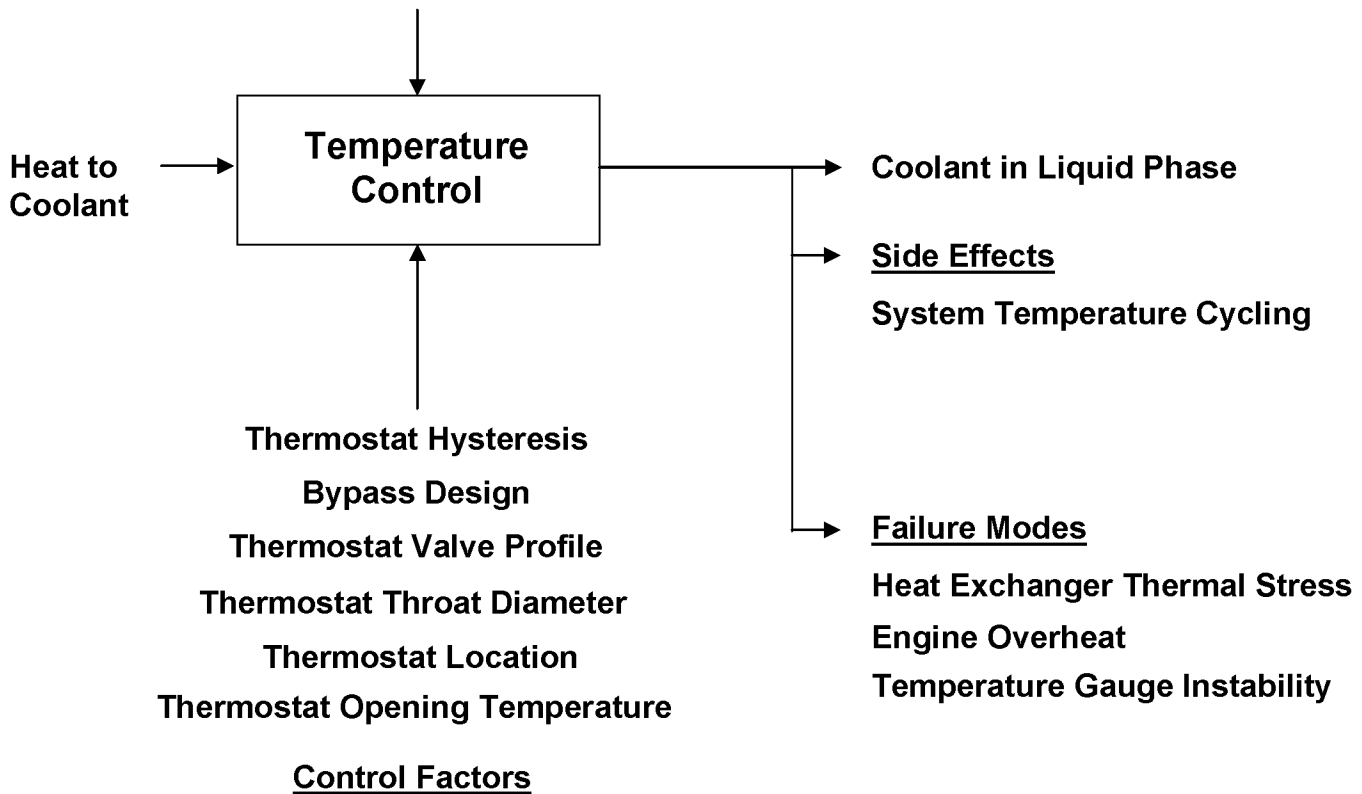 Temperature
Control
Heat to
Coolant
Coolant in Liquid Phase
Side Effects
System Temperature Cycling
Thermostat Hysteresis
Bypass Design
Thermostat Valve Profile
Thermostat Throat Diameter
Thermostat Location
Thermostat Opening Temperature
Control Factors
Failure Modes
Heat Exchanger Thermal Stress
Engine Overheat
Temperature Gauge Instability